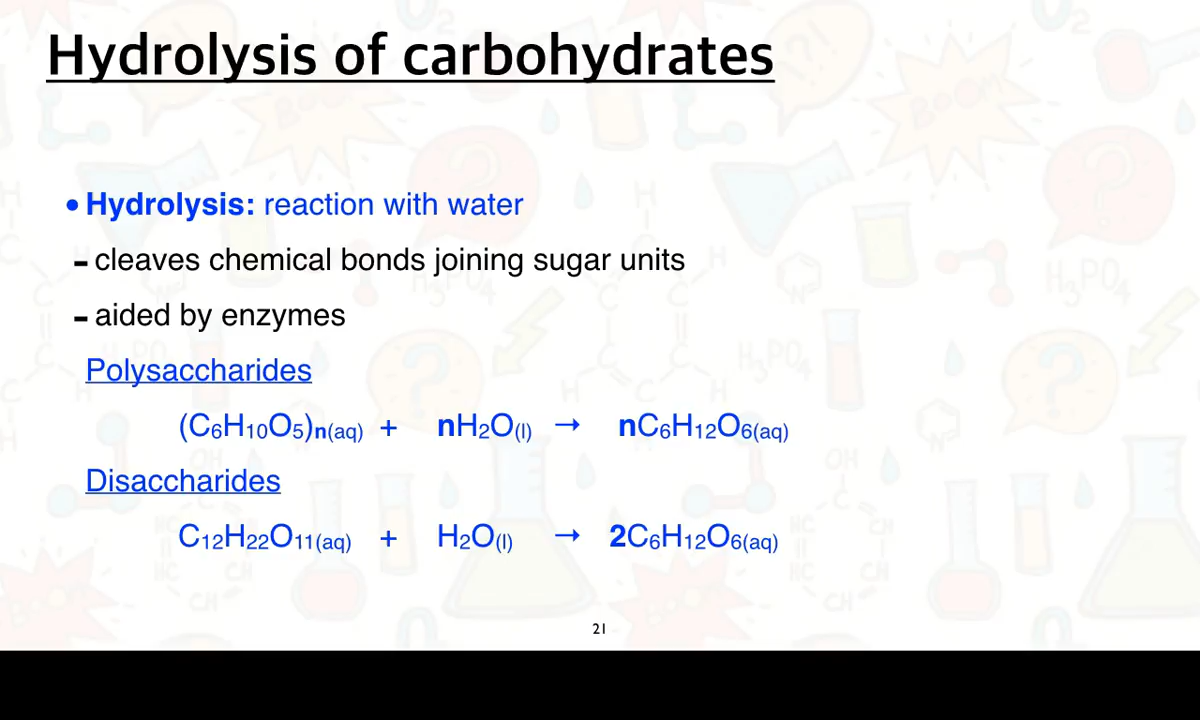 Hydrolysis of carbohydrates
• Hydrolysis: reaction with water
- cleaves chemical bonds joining sugar units
- aided by enzymes
Polysaccharides
(C6H10O5)n(aq) + nH2O(l) → nC6H12O6(aq)
Disaccharides
C12H22O11(aq) + H2O(l) → 2C6H12O6(aq)
21